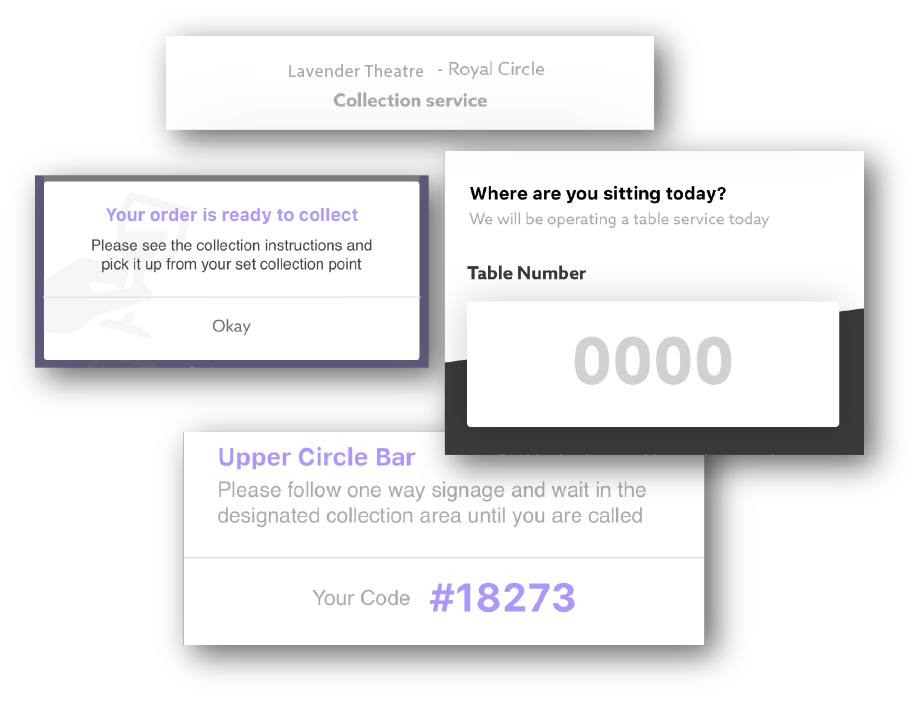 Lavender Theatre - Royal Circle
Collection service
Your order is ready to collect
Please see the collection instructions and
pick it up from your set collection point
Okay
Where are you sitting today?
We will be operating a table service today
Table Number
0000
Upper Circle Bar
Please follow one way signage and wait in the
designated collection area until you are called
Your Code #18273